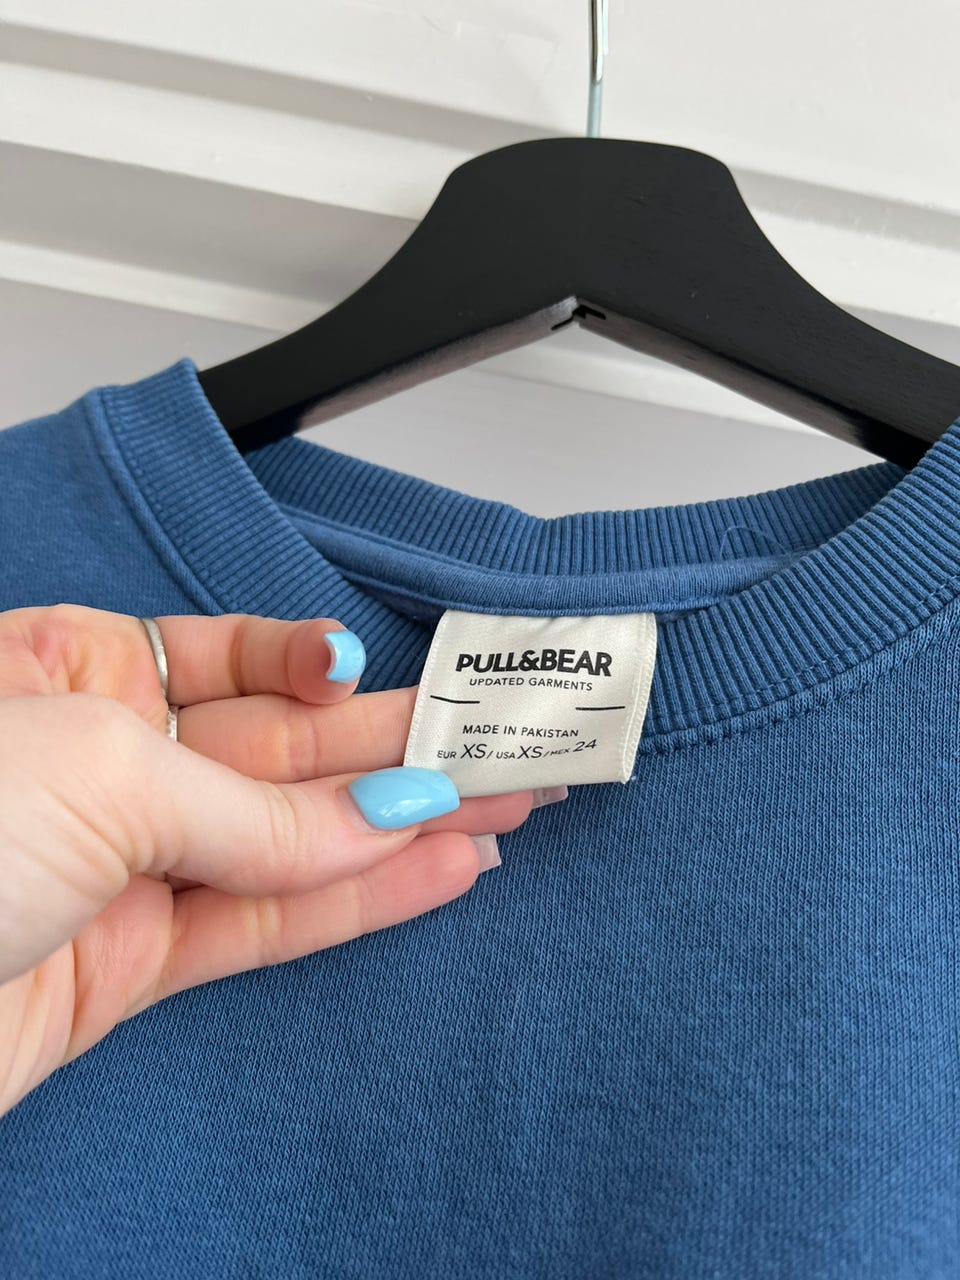 PULL&BEAR
UPDATED GARMENTS
MADE IN PAKISTAN
EUR XS/ USA XS/MEX 24